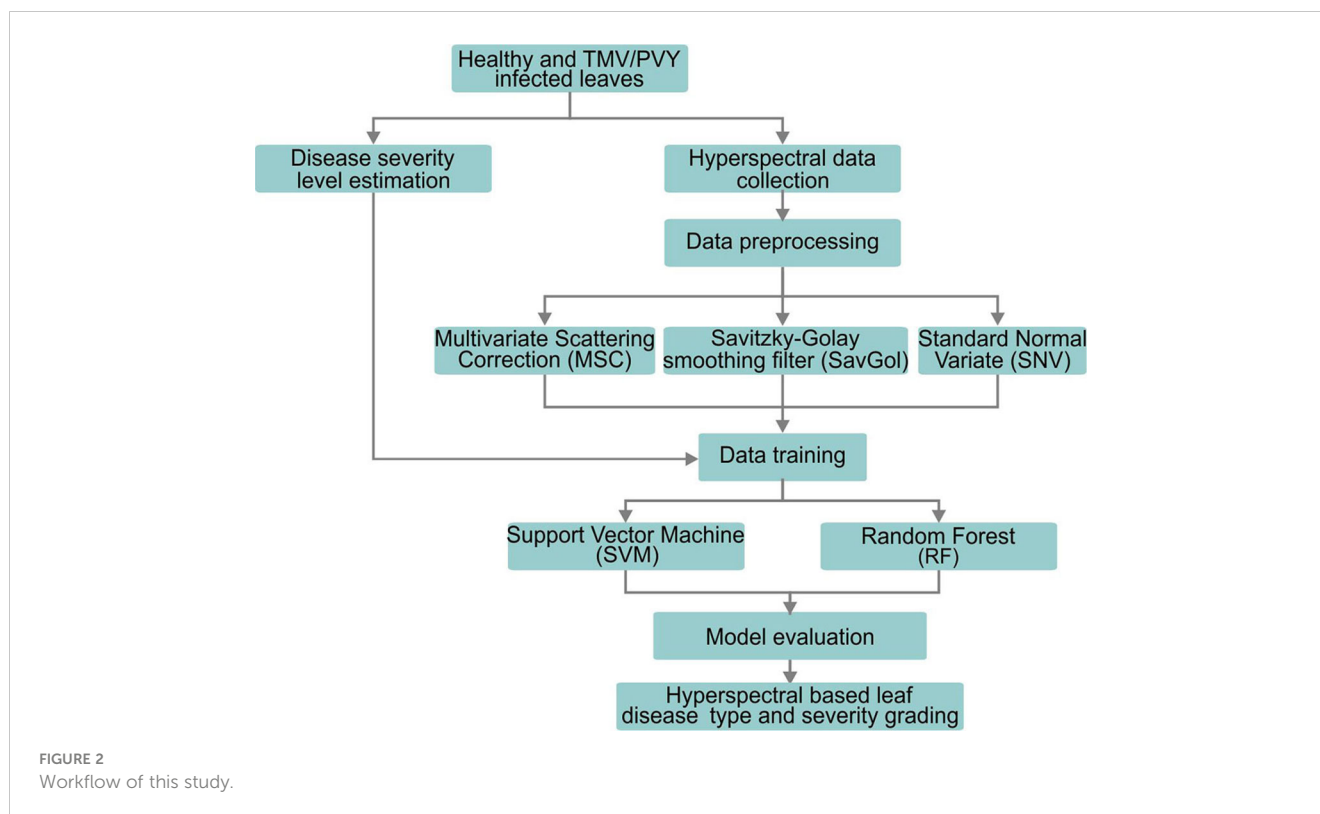 Healthy and TMV/PVY
infected leaves
Disease severity
level estimation
Hyperspectral data
collection
Data preprocessing
Multivariate Scattering
Correction (MSC)
Savitzky-Golay
smoothing filter (SavGol)
Standard Normal
Variate (SNV)
Data training
Support Vector Machine
(SVM)
Random Forest
(RF)
Model evaluation
Hyperspectral based leaf
disease type and severity grading
FIGURE 2
Workflow of this study.